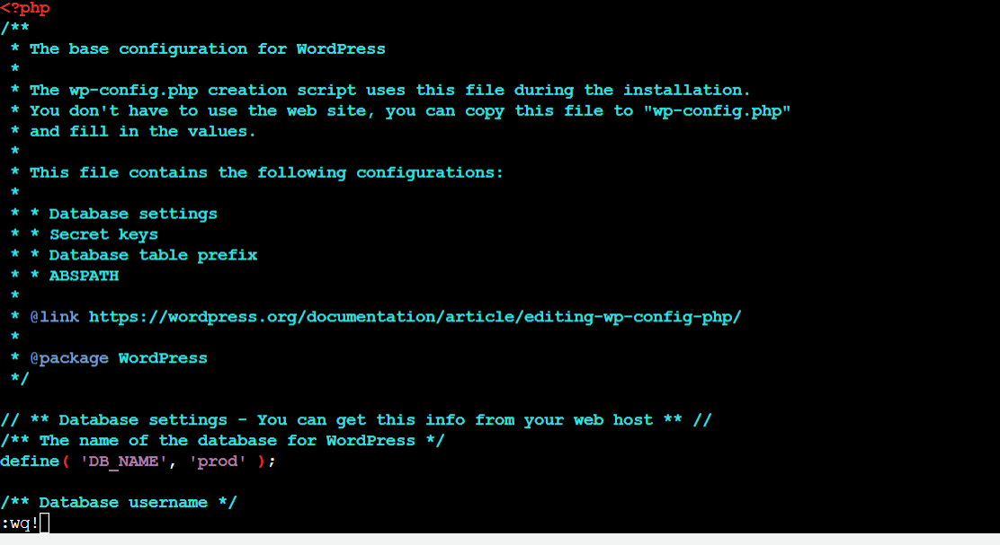 <?php
/**
 * The base configuration for WordPress
 *
 * The wp-config.php creation script uses this file during the installation.
 * You don't have to use the web site, you can copy this file to "wp-config.php"
 * and fill in the values.
 *
 * This file contains the following configurations:
 *
 * * Database settings
 * * Secret keys
 * * Database table prefix
 * * ABSPATH
 *
 * @link https://wordpress.org/documentation/article/editing-wp-config-php/
 *
 * @package WordPress
 */

// ** Database settings - You can get this info from your web host ** //
/** The name of the database for WordPress */
define( 'DB_NAME', 'prod' );

/** Database username */
:wq!